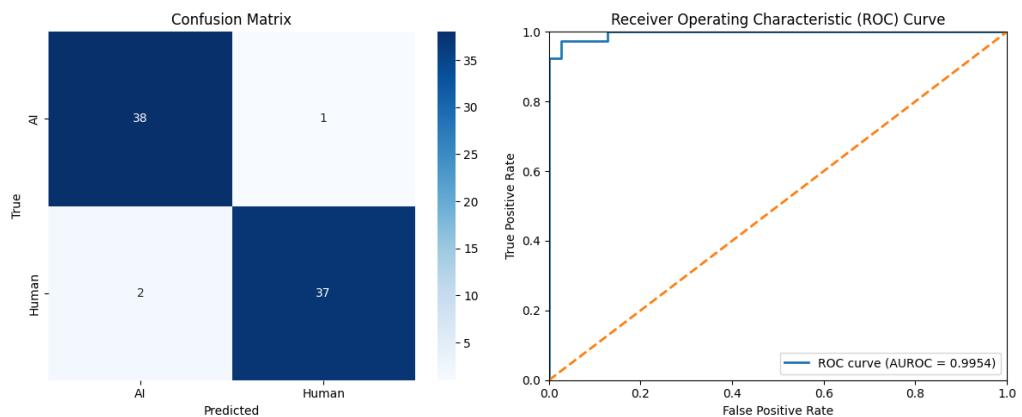 Confusion Matrix
AI
Human
True
38
1
2
37
AI
Human
Predicted
35
30
25
20
15
10
5
Receiver Operating Characteristic (ROC) Curve
1.0
0.8
0.6
0.4
0.2
0.0
True Positive Rate
0.0
0.2
0.4
0.6
0.8
1.0
False Positive Rate
ROC curve (AUROC = 0.9954)